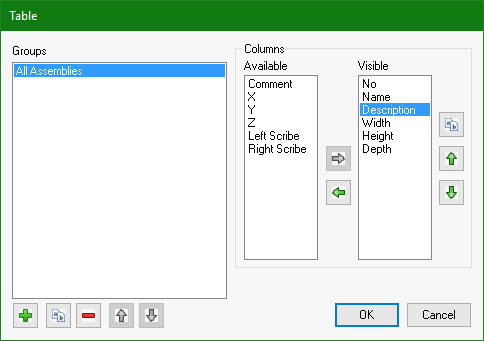 Table
Groups
All Assemblies
Columns
Available
Comment
X
Y
Z
Left Scribe
Right Scribe
Visible
No
Name
Description
Width
Height
Depth
OK
Cancel